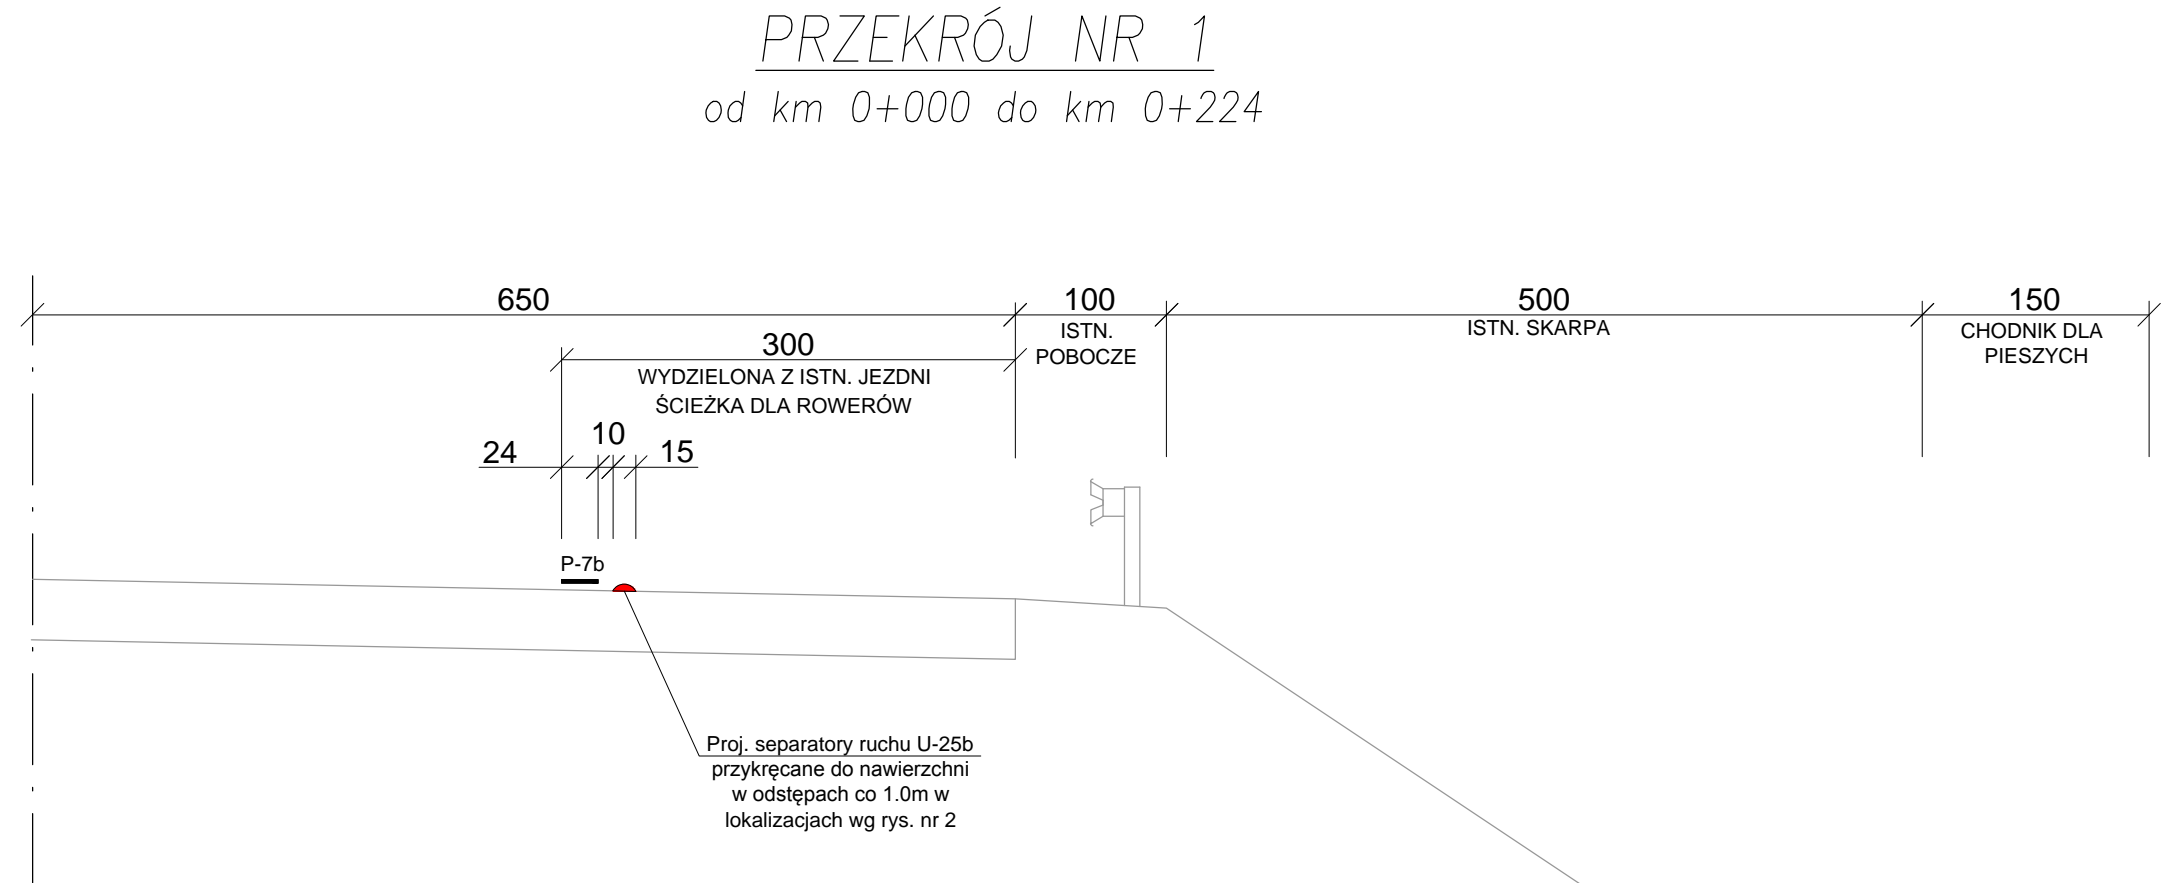 PRZEKRÓJ NR 1
od km 0+000 do km 0+224
650
100
500
150
ISTN.
POBOCZE
ISTN. SKARPA
CHODNIK DLA
PIESZYCH
300
WYDZIELONA Z ISTN. JEZDNI
ŚCIEŻKA DLA ROWERÓW
24
10
15
P-7b
Proj. separatory ruchu U-25b
przykręcane do nawierzchni
w odstępach co 1.0m w
lokalizacjach wg rys. nr 2